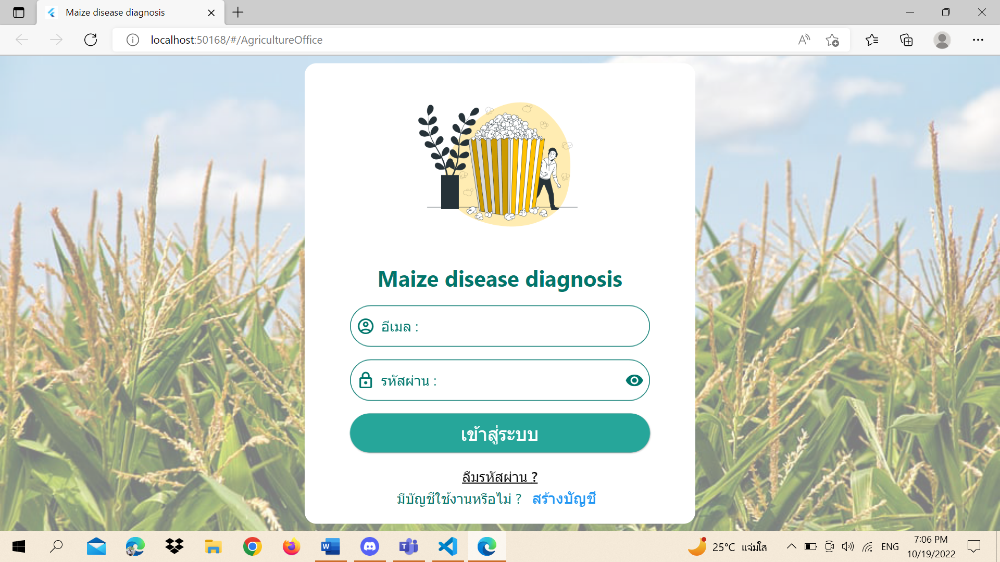 Maize disease diagnosis
localhost:50168/#/AgricultureOffice
Maize disease diagnosis
อีเมล :
รหัสผ่าน :
เข้าสู่ระบบ
ลืมรหัสผ่าน ?
มีบัญชีใช้งานหรือไม่ ? สร้างบัญชี
25°C แจ่มใส
ENG
7:06 PM
10/19/2022